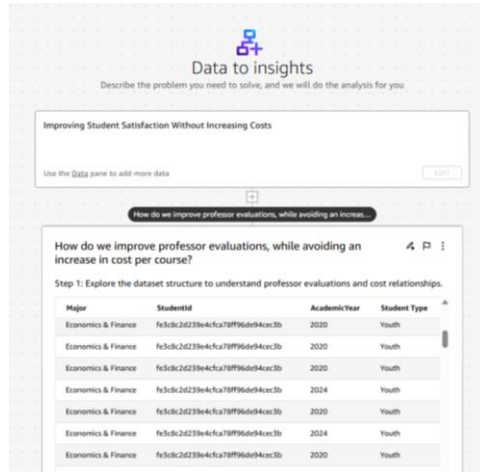 Data to insights
Describe the problem you need to solve, and we will do the analysis for you
Improving Student Satisfaction Without Increasing Costs
Use the Data pane to add more data
EDIT
How do we improve professor evaluations, while avoiding an increas...
How do we improve professor evaluations, while avoiding an
increase in cost per course?
Step 1: Explore the dataset structure to understand professor evaluations and cost relationships.
Major StudentId AcademicYear Student Type
Economics & Finance fe3c8c2d239e4cfca78ff96de94cec3b 2020 Youth
Economics & Finance fe3c8c2d239e4cfca78ff96de94cec3b 2020 Youth
Economics & Finance fe3c8c2d239e4cfca78ff96de94cec3b 2020 Youth
Economics & Finance fe3c8c2d239e4cfca78ff96de94cec3b 2024 Youth
Economics & Finance fe3c8c2d239e4cfca78ff96de94cec3b 2020 Youth
Economics & Finance fe3c8c2d239e4cfca78ff96de94cec3b 2024 Youth
Economics & Finance fe3c8c2d239e4cfca78ff96de94cec3b 2020 Youth